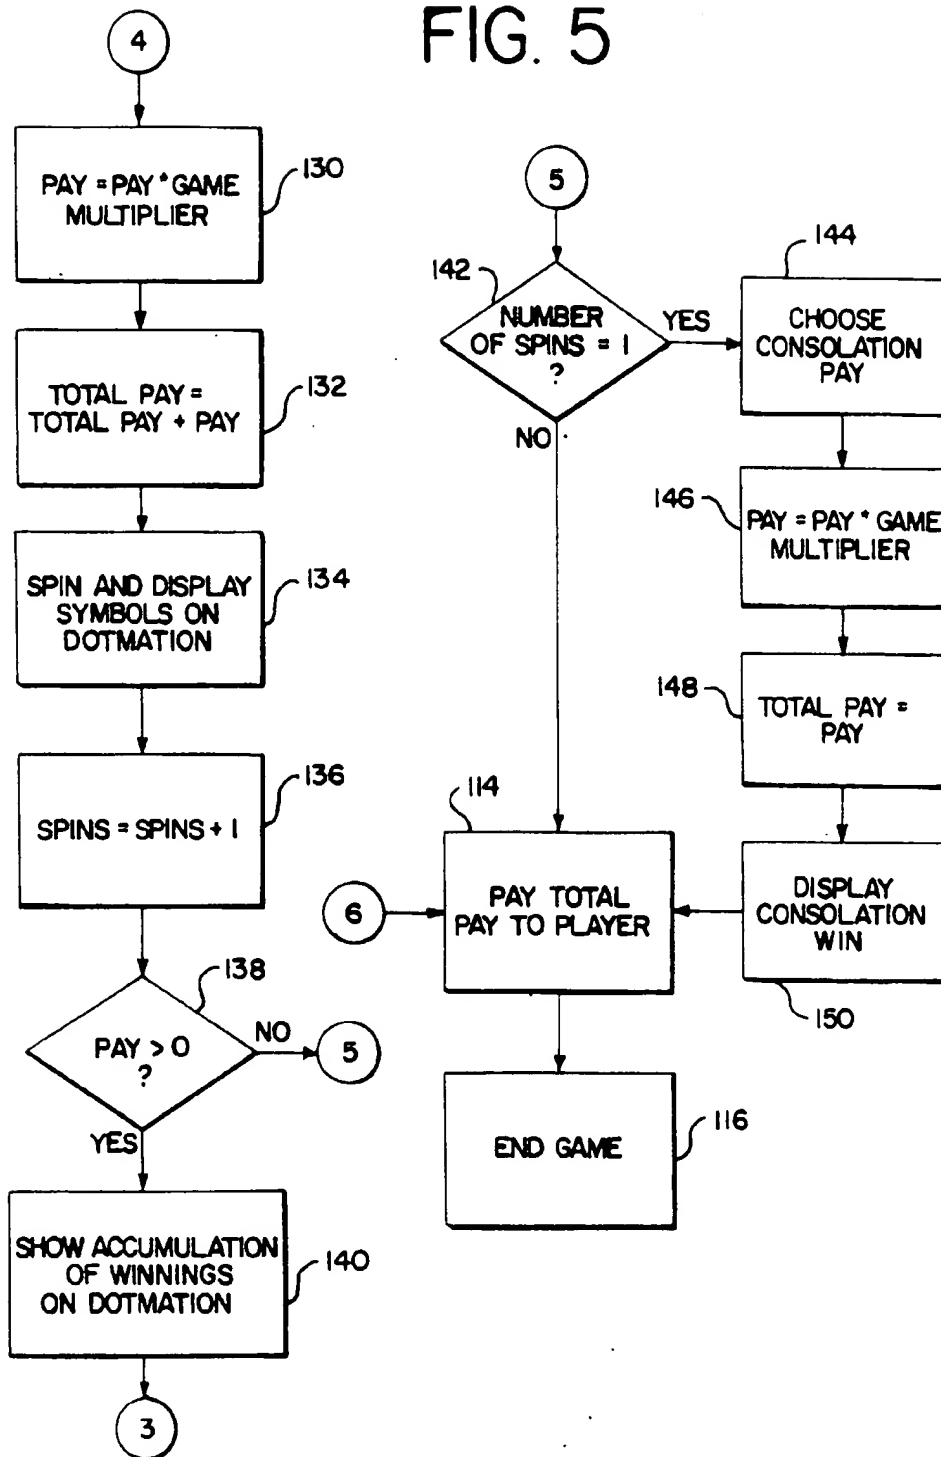 FIG. 5
4
PAY = PAY * GAME
MULTIPLIER
130
TOTAL PAY =
TOTAL PAY + PAY
132
SPIN AND DISPLAY
SYMBOLS ON
DOTMATION
134
SPINS = SPINS + 1
136
PAY > 0
?
138
NO
5
YES
SHOW ACCUMULATION
OF WINNINGS
ON DOTMATION
140
3
5
142
NUMBER
OF SPINS = 1
?
YES
NO
144
CHOOSE
CONSOLATION
PAY
146
PAY = PAY * GAME
MULTIPLIER
148
TOTAL PAY =
PAY
DISPLAY
CONSOLATION
WIN
150
114
6
PAY TOTAL
PAY TO PLAYER
END GAME
116